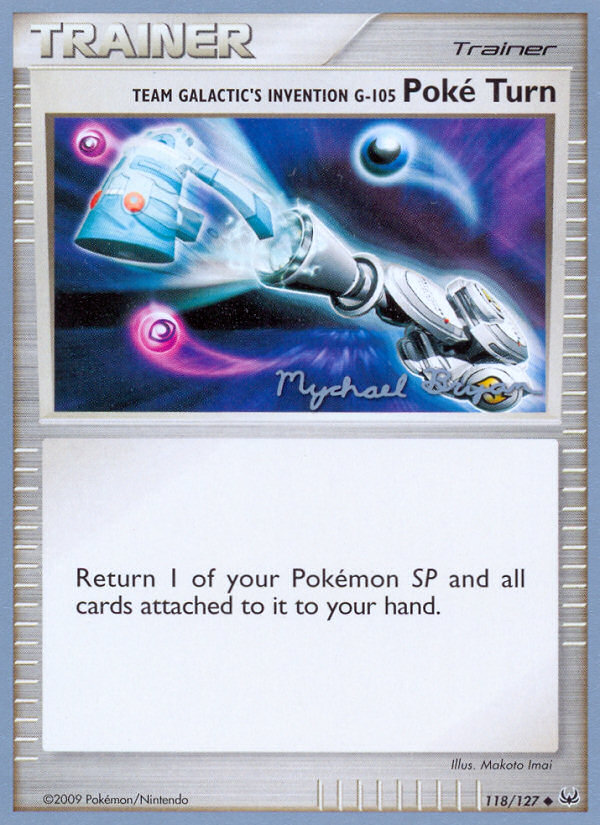 TRAINER
Trainer
TEAM GALACTIC'S INVENTION G-105 Poké Turn
Mychael Bryan
Return 1 of your Pokémon SP and all
cards attached to it to your hand.
Illus. Makoto Imai
©2009 Pokémon/Nintendo
118/127